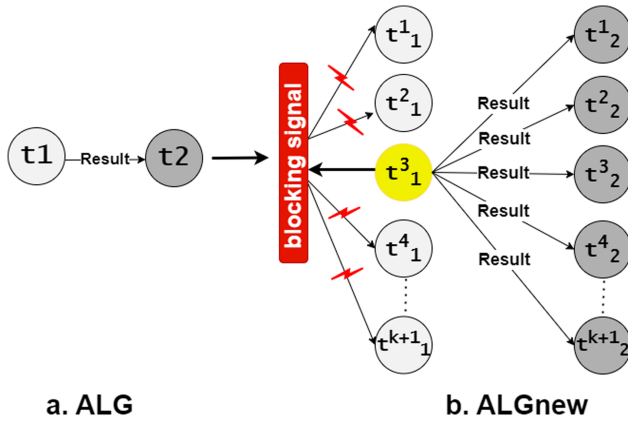 t1
Result
t2
blocking signal
t¹₁
t²₁
t³₁
t⁴₁
tᵏ⁺¹₁
Result
Result
Result
Result
Result
t¹₂
t²₂
t³₂
t⁴₂
tᵏ⁺¹₂
a. ALG
b. ALGnew